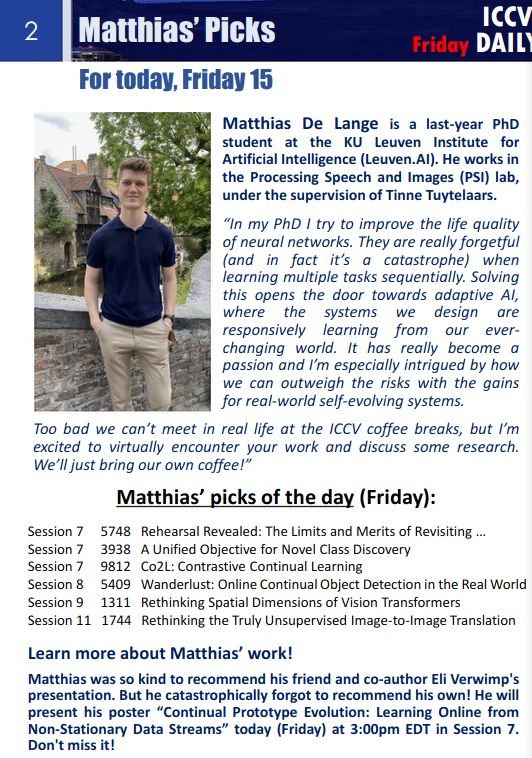 2
Matthias’ Picks
ICCV
Friday DAILY
For today, Friday 15
Matthias De Lange is a last-year PhD
student at the KU Leuven Institute for
Artificial Intelligence (Leuven.AI). He works in
the Processing Speech and Images (PSI) lab,
under the supervision of Tinne Tuytelaars.
“In my PhD I try to improve the life quality
of neural networks. They are really forgetful
(and in fact it’s a catastrophe) when
learning multiple tasks sequentially. Solving
this opens the door towards adaptive AI,
where the systems we design are
responsively learning from our ever-
changing world. It has really become a
passion and I’m especially intrigued by how
we can outweigh the risks with the gains
for real-world self-evolving systems.
Too bad we can’t meet in real life at the ICCV coffee breaks, but I’m
excited to virtually encounter your work and discuss some research.
We’ll just bring our own coffee!”
Matthias’ picks of the day (Friday):
Session 7 5748 Rehearsal Revealed: The Limits and Merits of Revisiting …
Session 7 3938 A Unified Objective for Novel Class Discovery
Session 7 9812 Co2L: Contrastive Continual Learning
Session 8 5409 Wanderlust: Online Continual Object Detection in the Real World
Session 9 1311 Rethinking Spatial Dimensions of Vision Transformers
Session 11 1744 Rethinking the Truly Unsupervised Image-to-Image Translation
Learn more about Matthias’ work!
Matthias was so kind to recommend his friend and co-author Eli Verwimp's
presentation. But he catastrophically forgot to recommend his own! He will
present his poster “Continual Prototype Evolution: Learning Online from
Non-Stationary Data Streams” today (Friday) at 3:00pm EDT in Session 7.
Don't miss it!